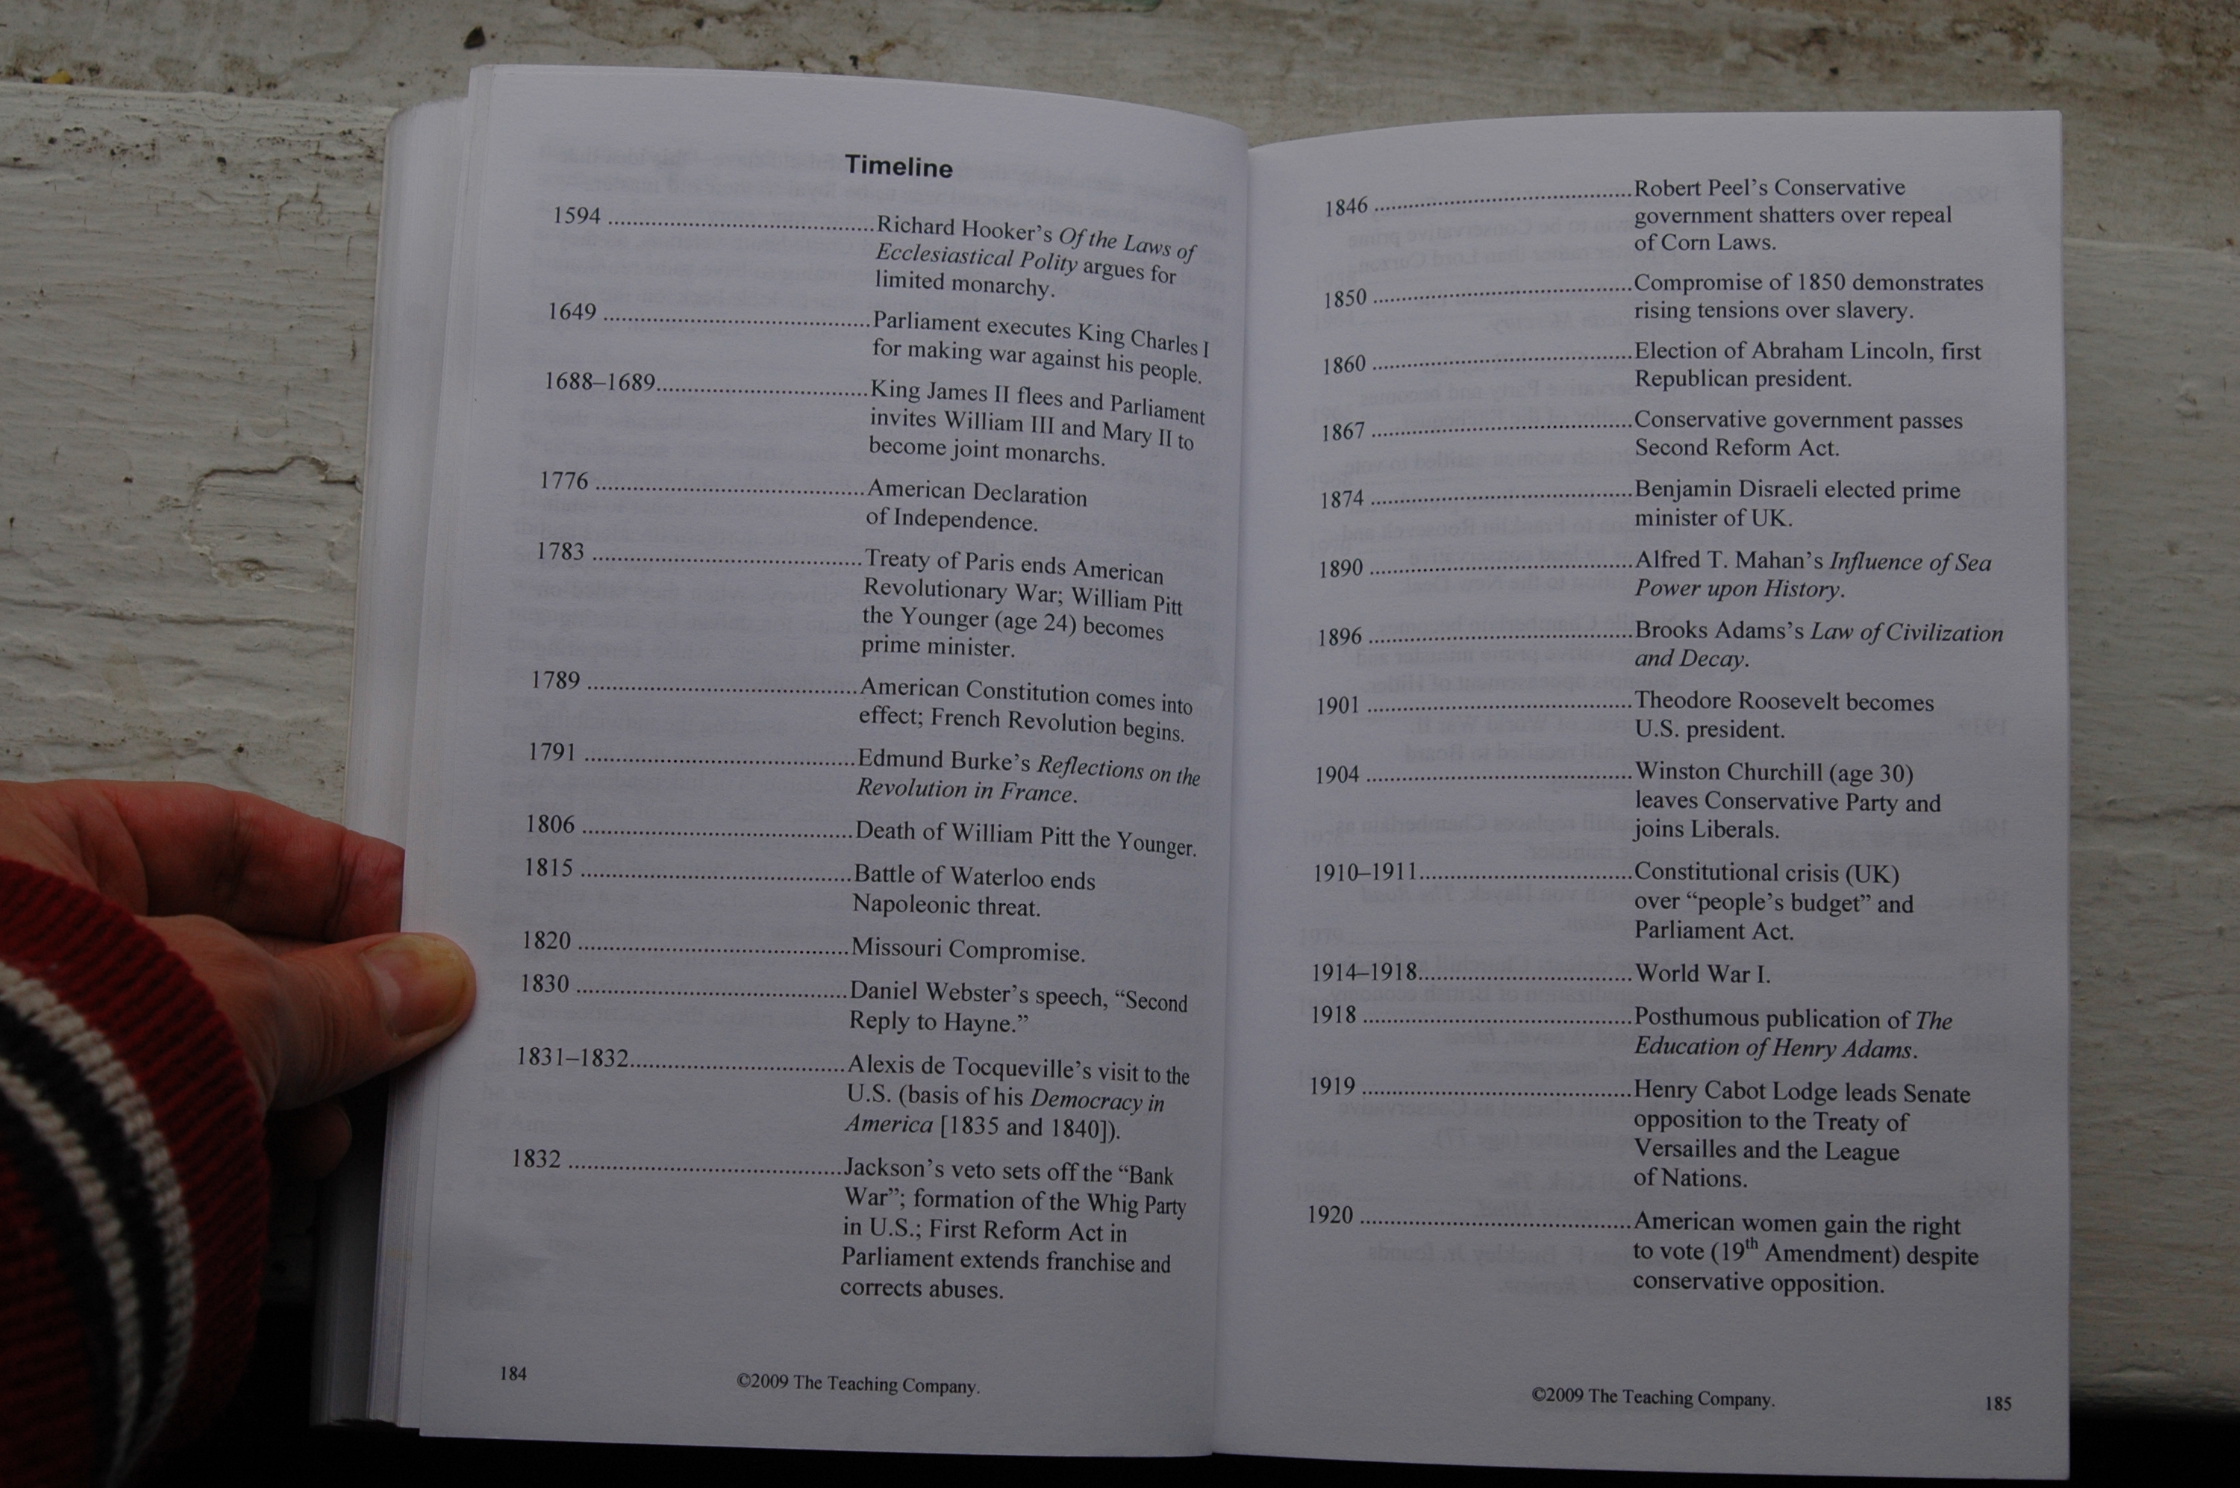 Timeline
1594 ........................................Richard Hooker's Of the Laws of
Ecclesiastical Polity argues for
limited monarchy.
1649 ........................................Parliament executes King Charles I
for making war against his people.
1688–1689................................King James II flees and Parliament
invites William III and Mary II to
become joint monarchs.
1776 ........................................American Declaration
of Independence.
1783 ........................................Treaty of Paris ends American
Revolutionary War; William Pitt
the Younger (age 24) becomes
prime minister.
1789 ........................................American Constitution comes into
effect; French Revolution begins.
1791 ........................................Edmund Burke's Reflections on the
Revolution in France.
1806 ........................................Death of William Pitt the Younger.
1815 ........................................Battle of Waterloo ends
Napoleonic threat.
1820 ........................................Missouri Compromise.
1830 ........................................Daniel Webster's speech, “Second
Reply to Hayne.”
1831–1832................................Alexis de Tocqueville's visit to the
U.S. (basis of his Democracy in
America [1835 and 1840]).
1832 ........................................Jackson's veto sets off the “Bank
War”; formation of the Whig Party
in U.S.; First Reform Act in
Parliament extends franchise and
corrects abuses.
184
©2009 The Teaching Company.
1846 ........................................Robert Peel's Conservative
government shatters over repeal
of Corn Laws.
1850 ........................................Compromise of 1850 demonstrates
rising tensions over slavery.
1860 ........................................Election of Abraham Lincoln, first
Republican president.
1867 ........................................Conservative government passes
Second Reform Act.
1874 ........................................Benjamin Disraeli elected prime
minister of UK.
1890 ........................................Alfred T. Mahan's Influence of Sea
Power upon History.
1896 ........................................Brooks Adams's Law of Civilization
and Decay.
1901 ........................................Theodore Roosevelt becomes
U.S. president.
1904 ........................................Winston Churchill (age 30)
leaves Conservative Party and
joins Liberals.
1910–1911................................Constitutional crisis (UK)
over “people's budget” and
Parliament Act.
1914–1918................................World War I.
1918 ........................................Posthumous publication of The
Education of Henry Adams.
1919 ........................................Henry Cabot Lodge leads Senate
opposition to the Treaty of
Versailles and the League
of Nations.
1920 ........................................American women gain the right
to vote (19th Amendment) despite
conservative opposition.
©2009 The Teaching Company.
185